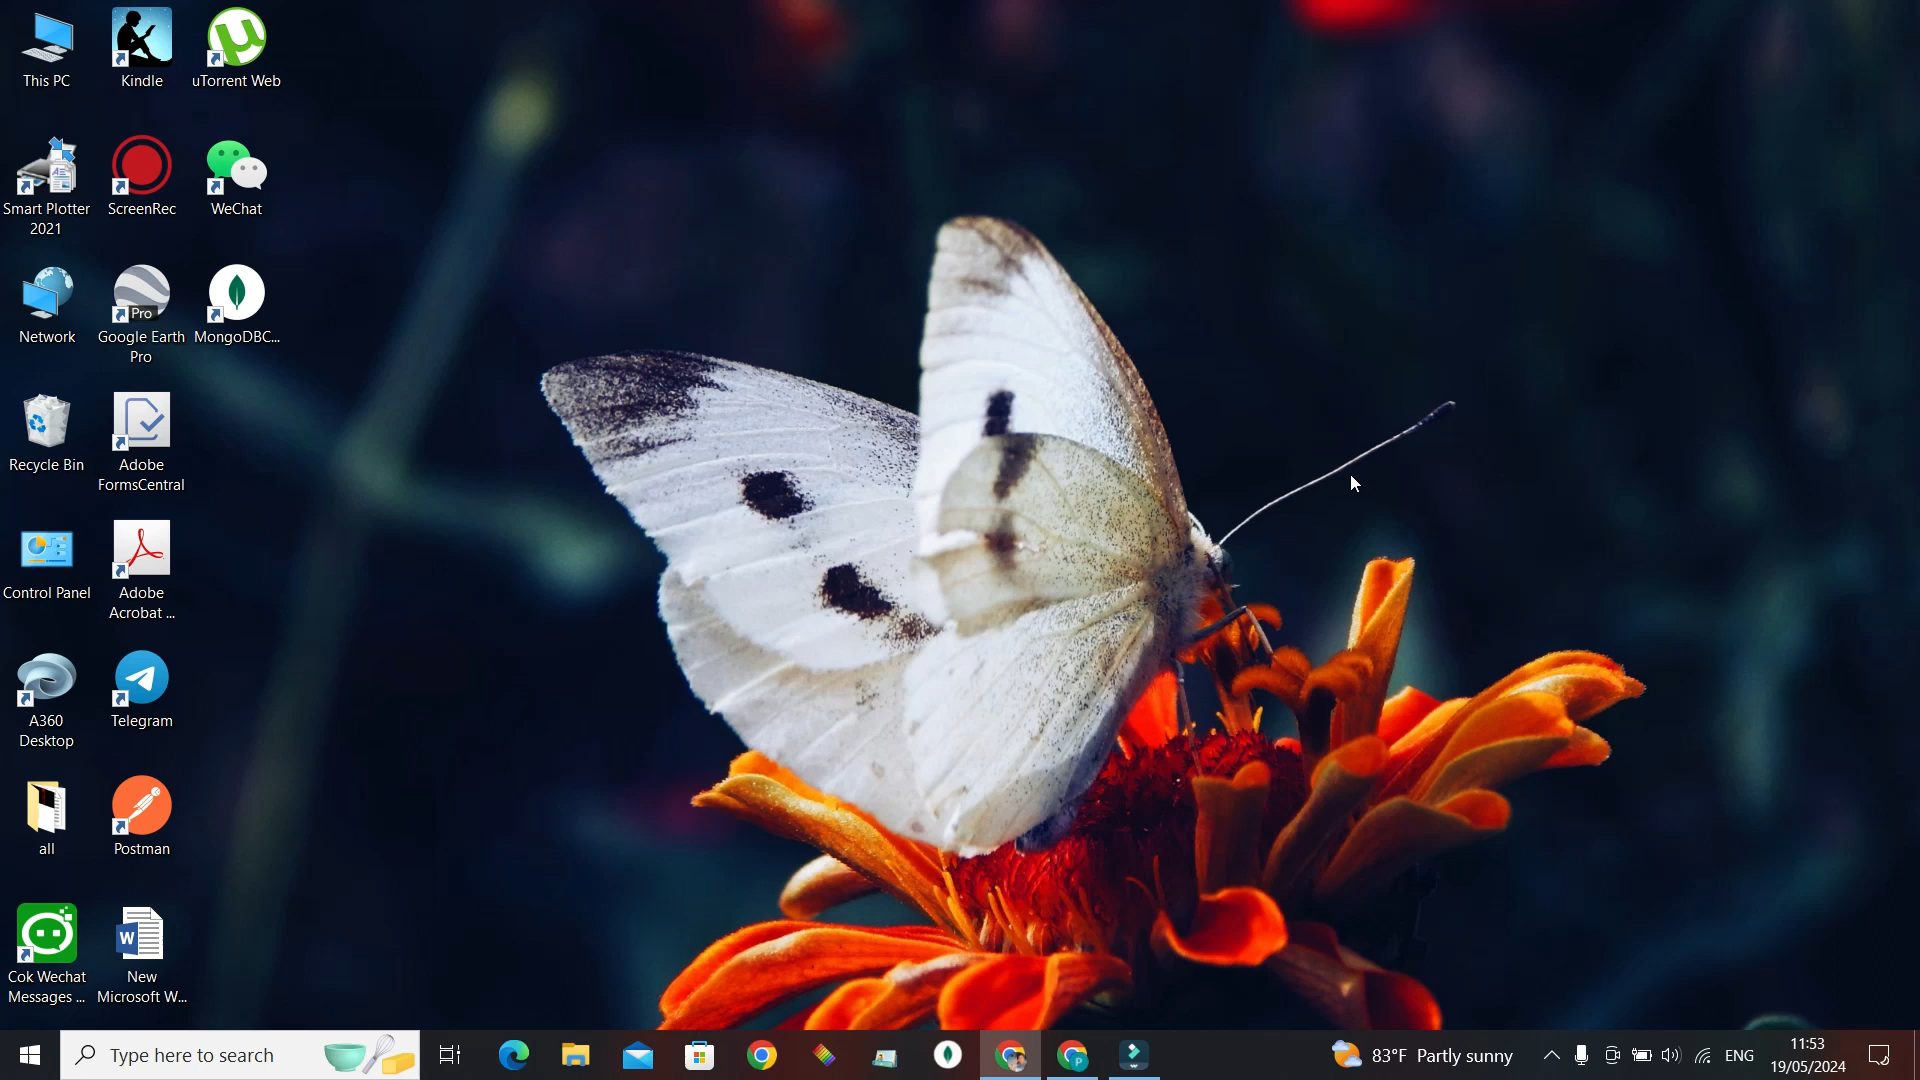 This PC
Kindle
uTorrent Web
Smart Plotter
2021
ScreenRec
WeChat
Network
Pro
Google Earth
Pro
MongoDBC...
Recycle Bin
Adobe
FormsCentral
Control Panel
Adobe
Acrobat ...
A360
Desktop
Telegram
all
Postman
Cok Wechat
Messages ...
W
New
Microsoft W...
Type here to search
83°F Partly sunny
ENG
11:53
19/05/2024